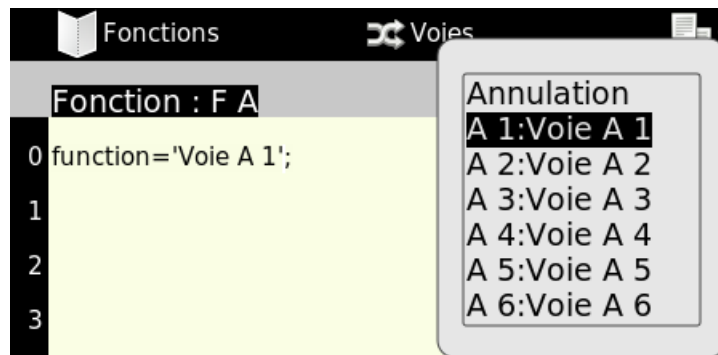 Fonctions
Voies
Fonction : F A
0 function='Voie A 1';
1
2
3
Annulation
A 1:Voie A 1
A 2:Voie A 2
A 3:Voie A 3
A 4:Voie A 4
A 5:Voie A 5
A 6:Voie A 6